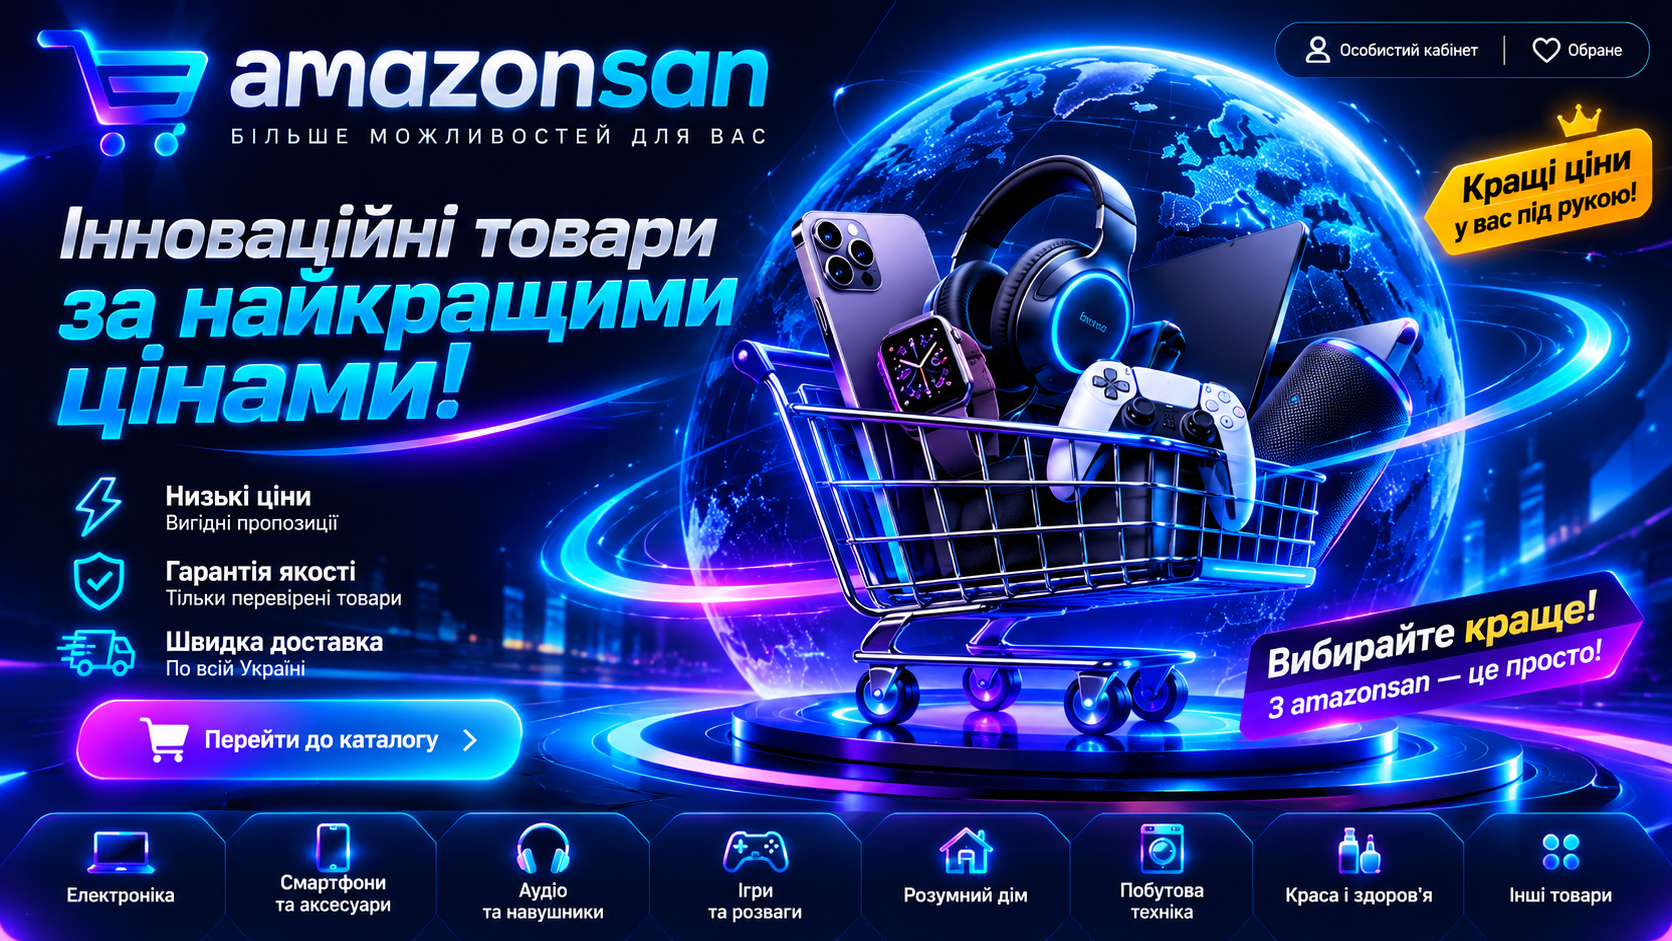 amazonsan
БІЛЬШЕ МОЖЛИВОСТЕЙ ДЛЯ ВАС
Особистий кабінет
Обране
Кращі ціни
у вас під рукою!
Інноваційні товари
за найкращими
цінами!
Низькі ціни
Вигідні пропозиції
Гарантія якості
Тільки перевірені товари
Швидка доставка
По всій Україні
Перейти до каталогу
Вибирайте краще!
З amazonsan — це просто!
Електроніка
Смартфони
та аксесуари
Аудіо
та навушники
Ігри
та розваги
Розумний дім
Побутова
техніка
Краса і здоров'я
Інші товари